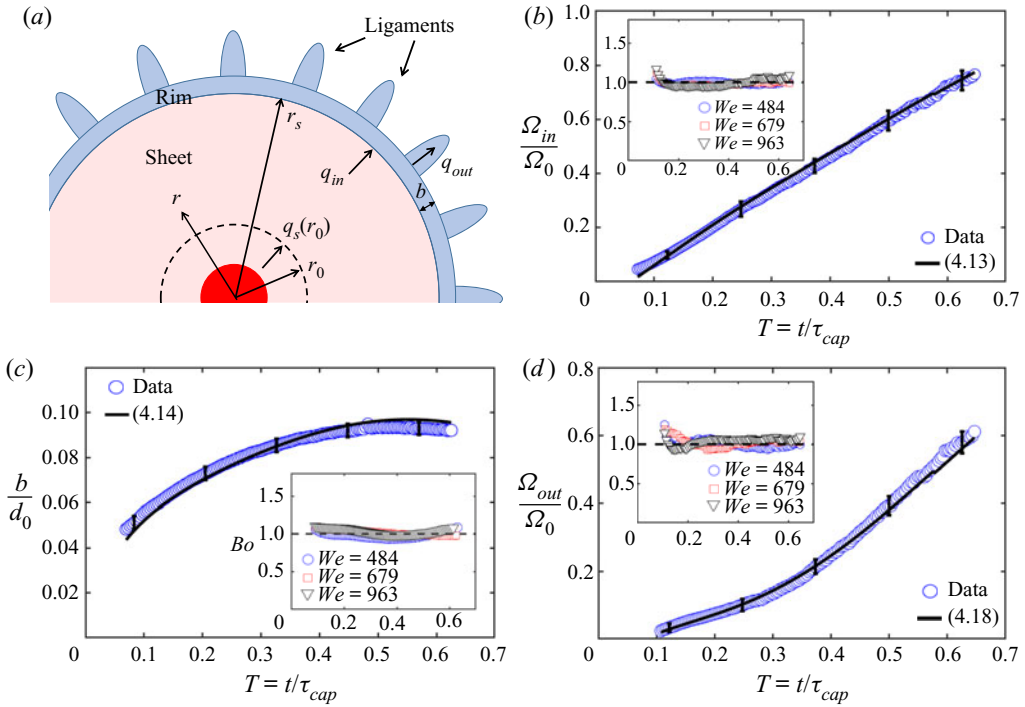 (a)
Ligaments
Rim
r_s
Sheet
q_in
q_out
b
r
q_s(r_0)
r_0
(b)
1.0
0.8
0.6
0.4
0.2
0
0.1 0.2 0.3 0.4 0.5 0.6 0.7
Ω_in/Ω_0
T = t/τ_cap
1.5
1.0
0.5
0 0.2 0.4 0.6
We = 484
We = 679
We = 963
Data
(4.13)
(c)
Data
(4.14)
0.10
0.08
0.06
0.04
0.02
0 0.1 0.2 0.3 0.4 0.5 0.6 0.7
b/d_0
T = t/τ_cap
1.5
1.0
0.5
Bo
We = 484
We = 679
We = 963
0 0.2 0.4 0.6
(d)
0.8
0.6
0.4
0.2
0 0.1 0.2 0.3 0.4 0.5 0.6 0.7
Ω_out/Ω_0
T = t/τ_cap
1.5
1.0
0.5
We = 484
We = 679
We = 963
0 0.2 0.4 0.6
Data
(4.18)